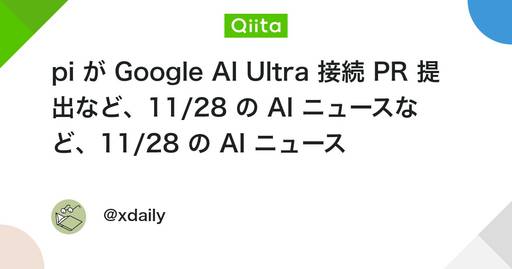 Qiita
pi が Google AI Ultra 接続 PR 提
出など、11/28 の AI ニュースな
ど、11/28 の AI ニュース
@xdaily